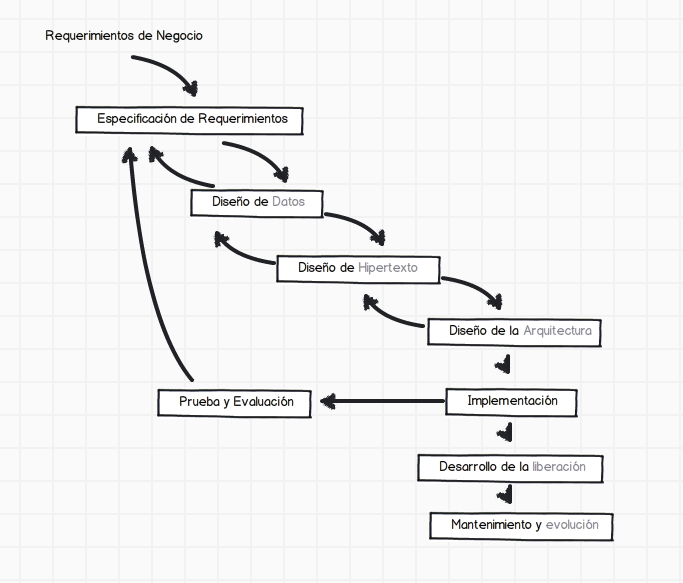 Requerimientos de Negocio
Especificación de Requerimientos
Diseño de Datos
Diseño de Hipertexto
Diseño de la Arquitectura
Prueba y Evaluación
Implementación
Desarrollo de la liberación
Mantenimiento y evolución